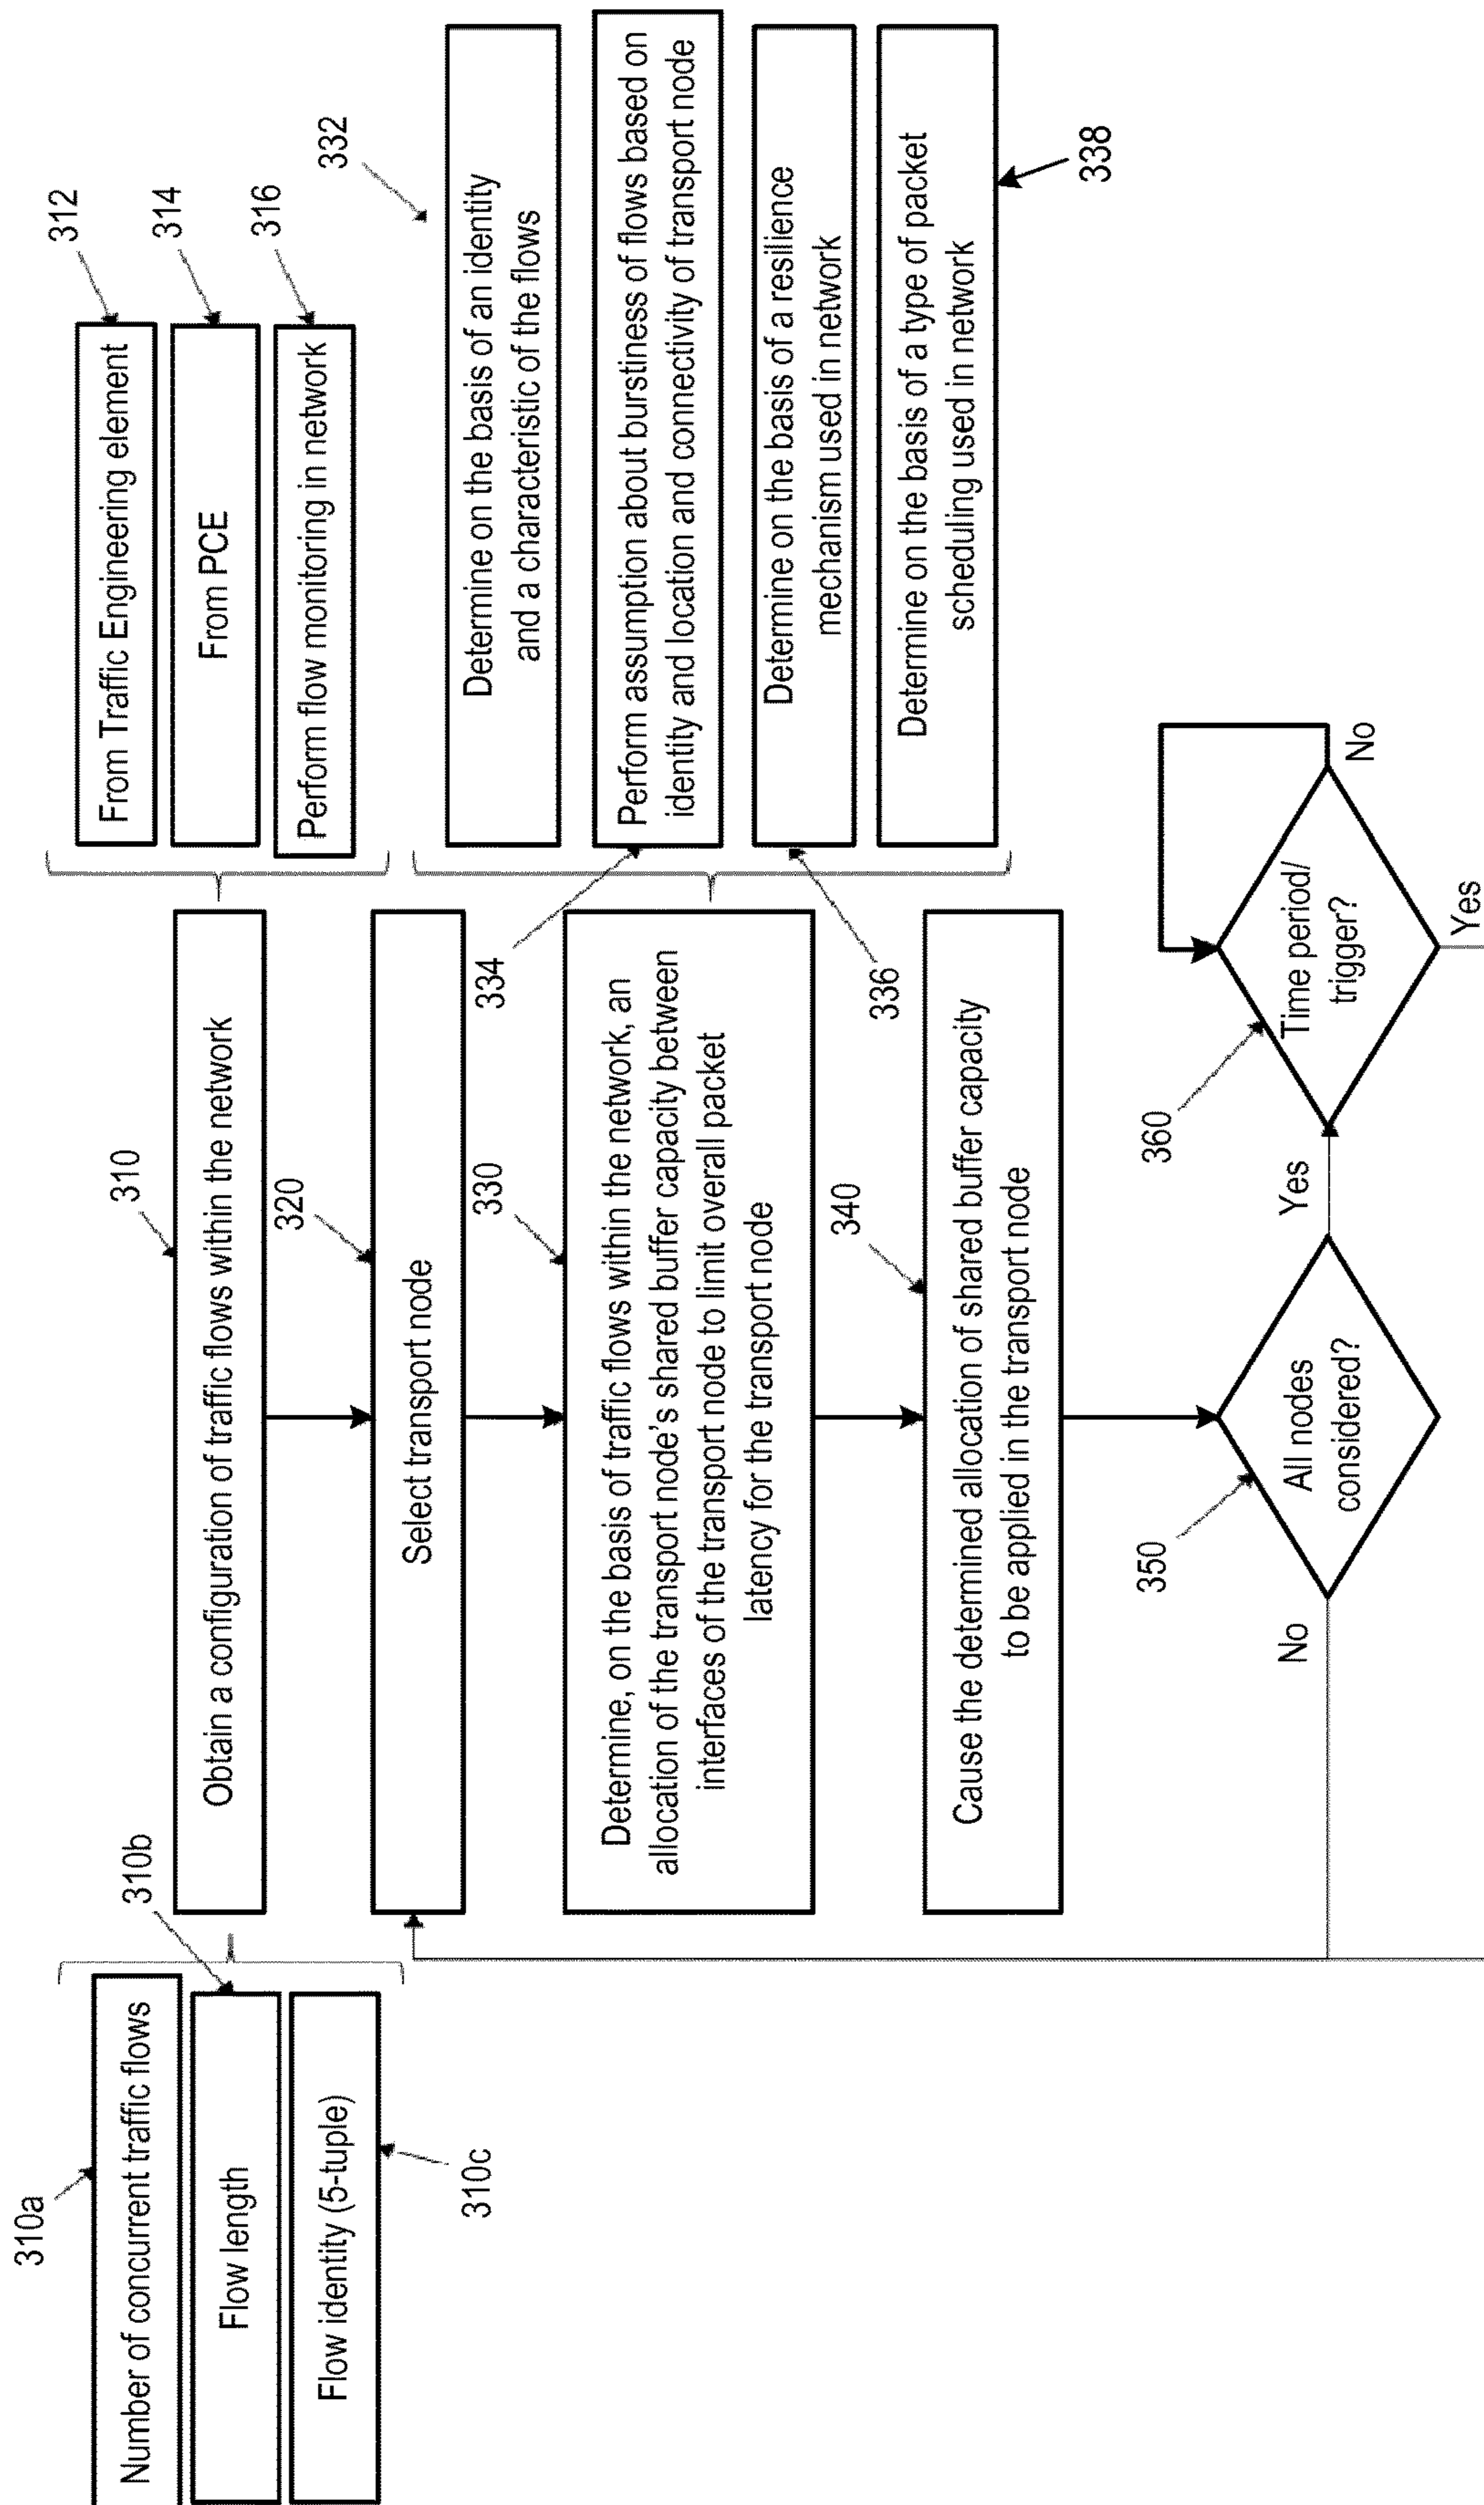 310a
Number of concurrent traffic flows
310b
Flow length
Flow identity (5-tuple)
310c
310
Obtain a configuration of traffic flows within the network
312
From Traffic Engineering element
314
From PCE
316
Perform flow monitoring in network
320
Select transport node
330
Determine, on the basis of traffic flows within the network, an
allocation of the transport node's shared buffer capacity between
interfaces of the transport node to limit overall packet
latency for the transport node
332
Determine on the basis of an identity
and a characteristic of the flows
334
Perform assumption about burstiness of flows based on
identity and location and connectivity of transport node
336
Determine on the basis of a resilience
mechanism used in network
Determine on the basis of a type of packet
scheduling used in network
338
340
Cause the determined allocation of shared buffer capacity
to be applied in the transport node
350
All nodes
considered?
No
Yes
360
Time period/
trigger?
No
Yes